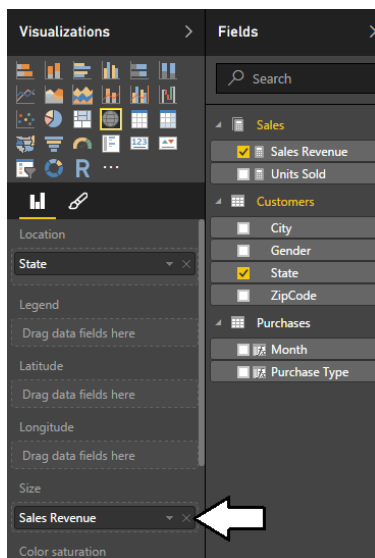 Visualizations
Location
State
Legend
Drag data fields here
Latitude
Drag data fields here
Longitude
Drag data fields here
Size
Sales Revenue
Color saturation
Fields
Search
Sales
Sales Revenue
Units Sold
Customers
City
Gender
State
ZipCode
Purchases
Month
Purchase Type
R
123